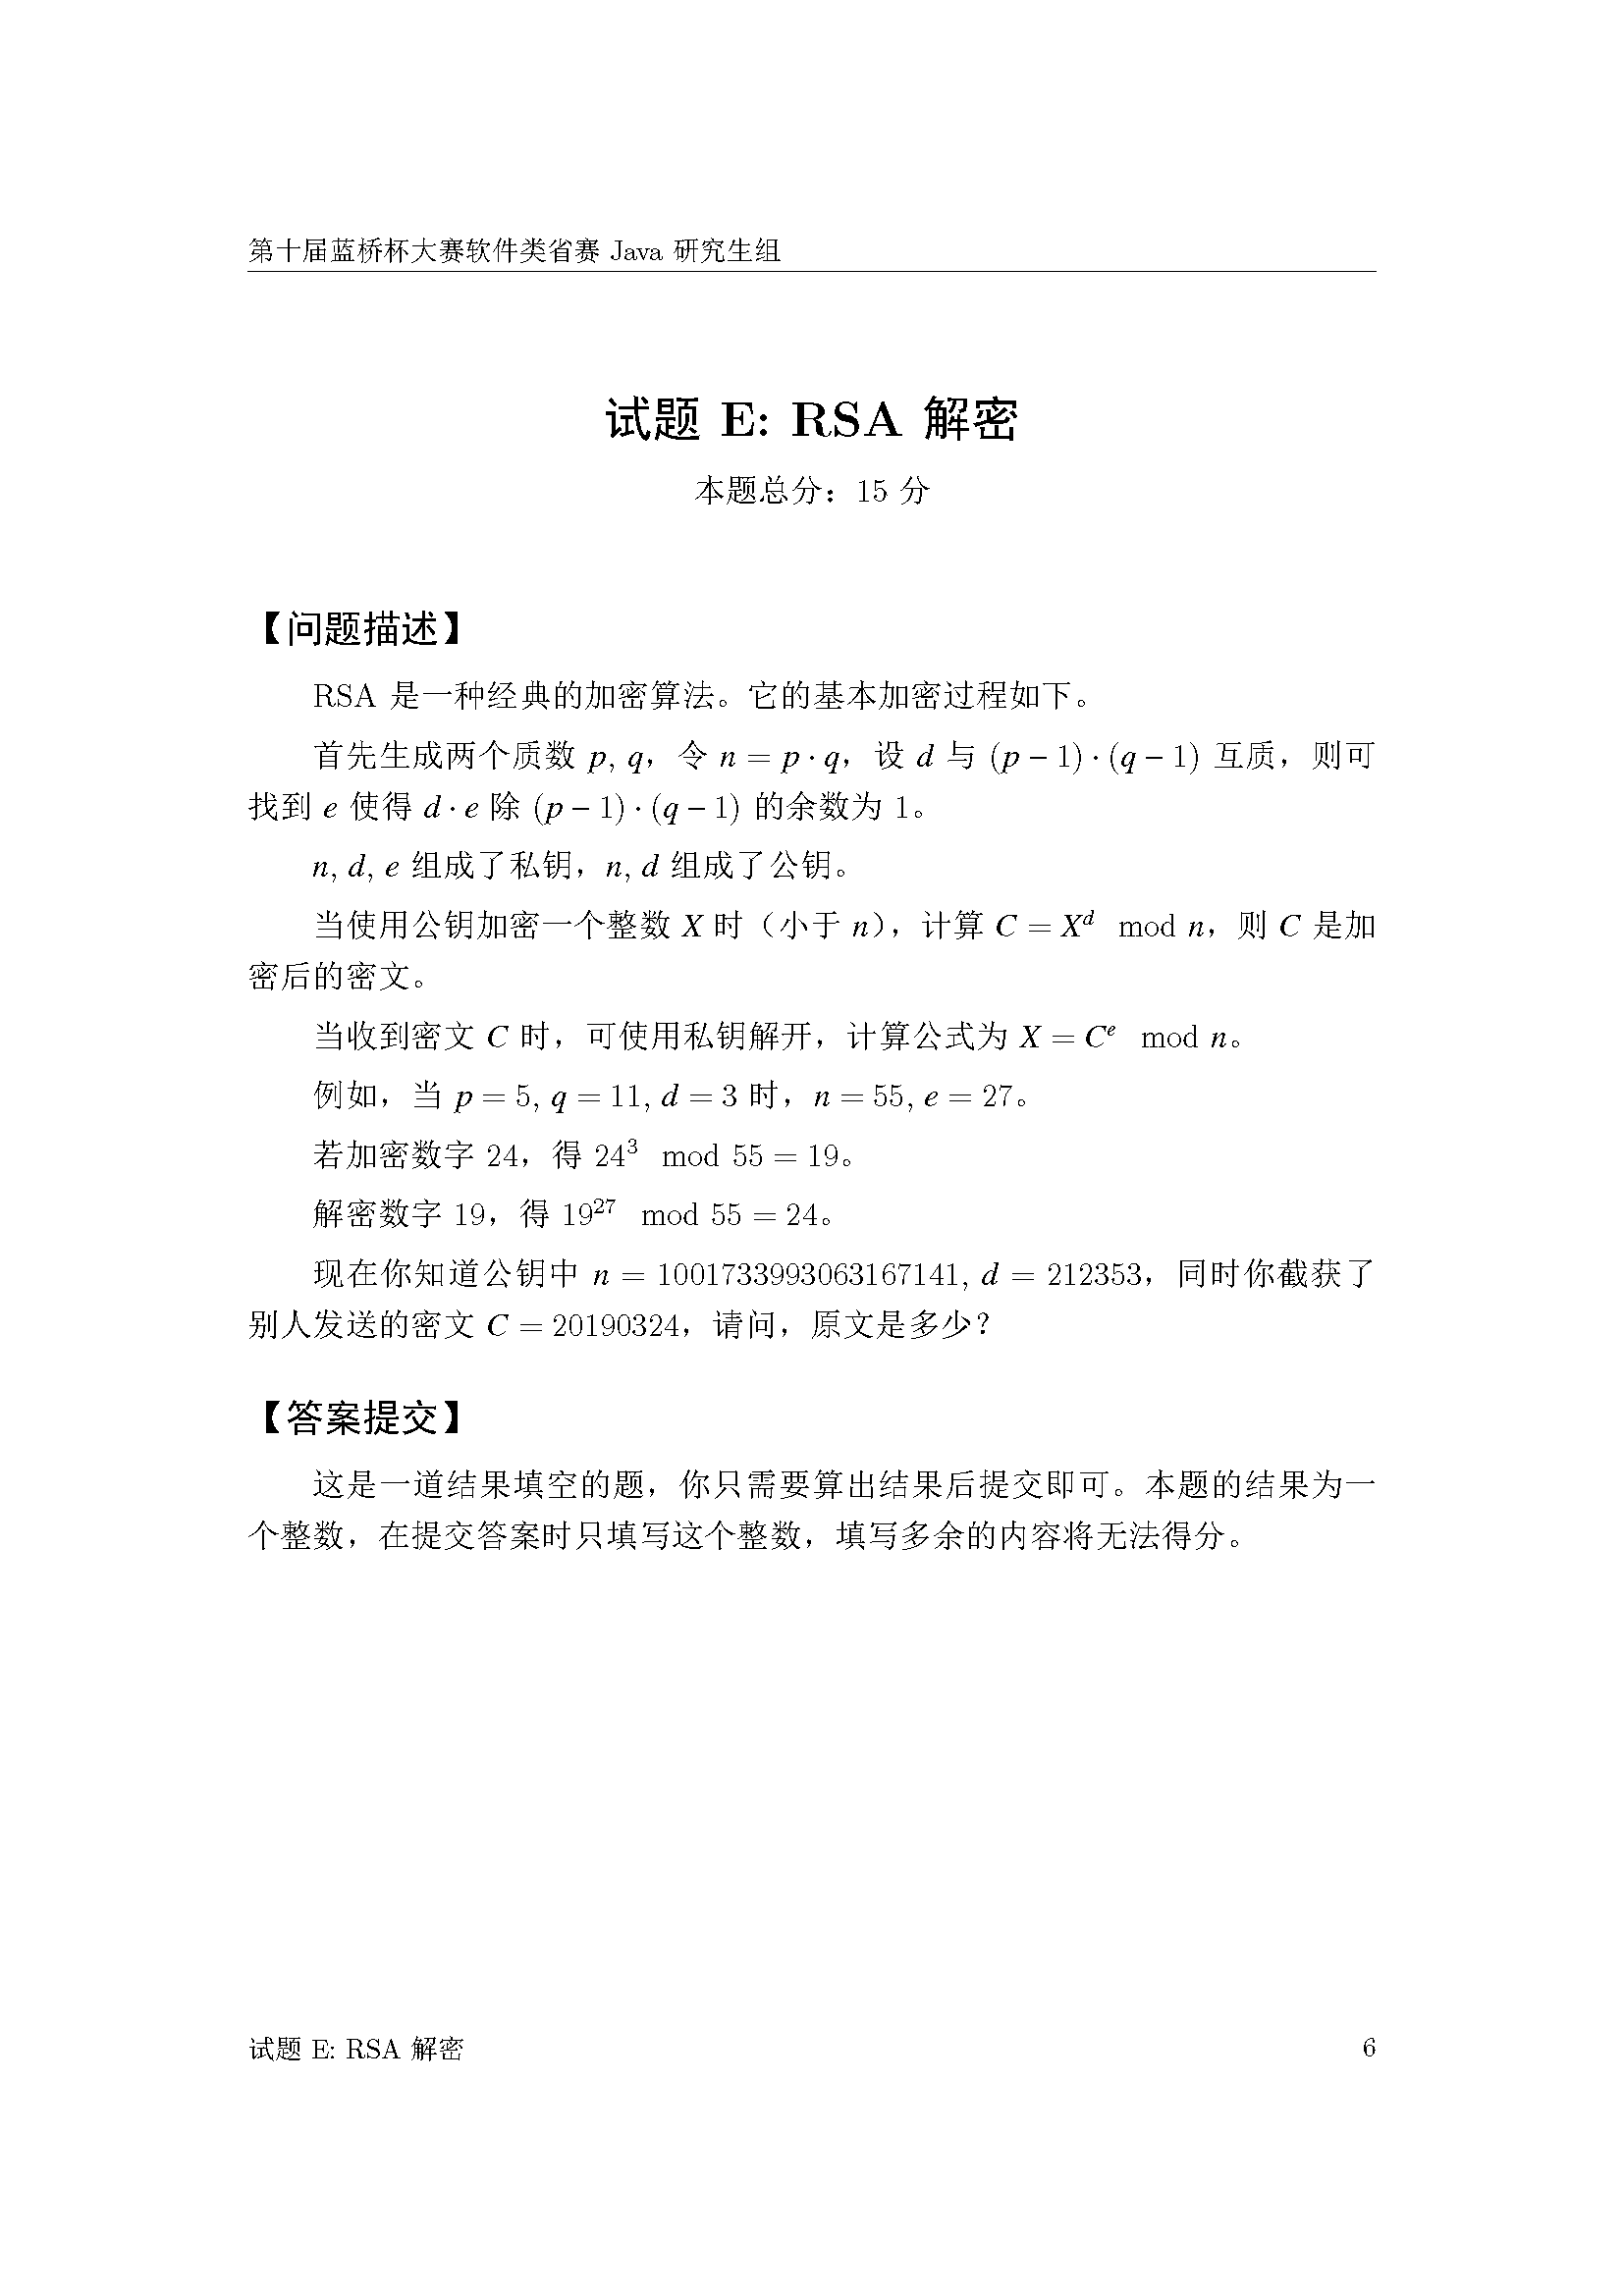 第十届蓝桥杯大赛软件类省赛 Java 研究生组
试题 E: RSA 解密
本题总分：15 分
【问题描述】
RSA 是一种经典的加密算法。它的基本加密过程如下。
首先生成两个质数 p, q，令 n = p · q，设 d 与 (p − 1) · (q − 1) 互质，则可
找到 e 使得 d · e 除 (p − 1) · (q − 1) 的余数为 1。
n, d, e 组成了私钥，n, d 组成了公钥。
当使用公钥加密一个整数 X 时（小于 n），计算 C = X^d mod n，则 C 是加
密后的密文。
当收到密文 C 时，可使用私钥解开，计算公式为 X = C^e mod n。
例如，当 p = 5, q = 11, d = 3 时，n = 55, e = 27。
若加密数字 24，得 24³ mod 55 = 19。
解密数字 19，得 19²⁷ mod 55 = 24。
现在你知道公钥中 n = 1001733993063167141, d = 212353，同时你截获了
别人发送的密文 C = 20190324，请问，原文是多少？
【答案提交】
这是一道结果填空的题，你只需要算出结果后提交即可。本题的结果为一
个整数，在提交答案时只填写这个整数，填写多余的内容将无法得分。
试题 E: RSA 解密 6